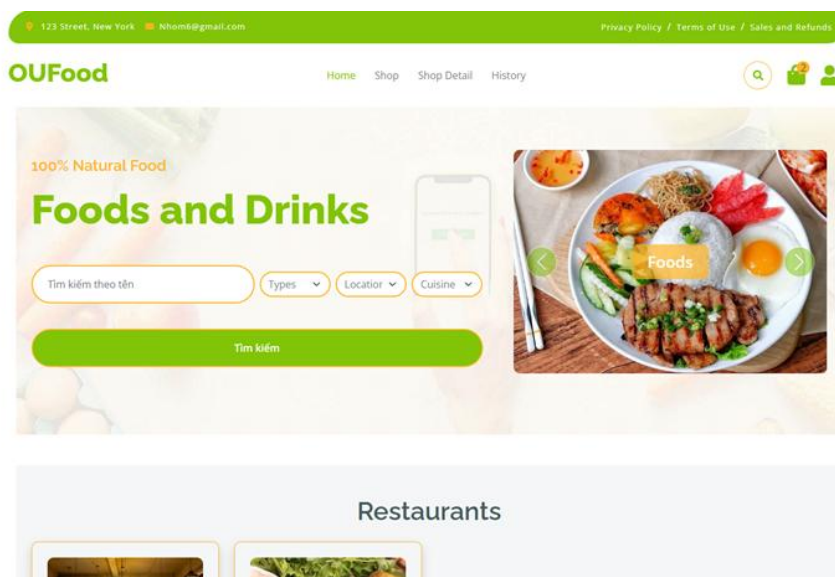 123 Street, New York Nhom6@gmail.com Privacy Policy / Terms of Use / Sales and Refunds
OUFood Home Shop Shop Detail History 2
100% Natural Food
Foods and Drinks
Tìm kiếm theo tên Types Location Cuisine
Tìm kiếm
Foods
Restaurants